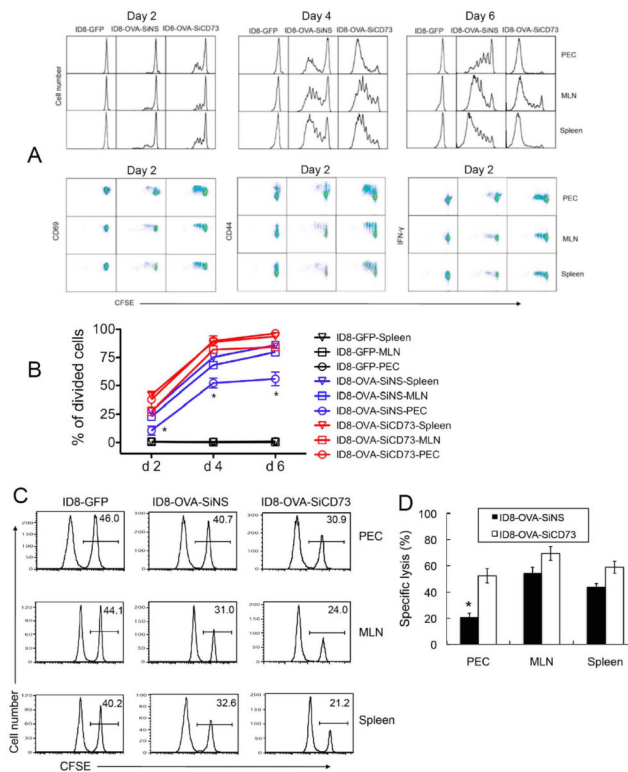 Day 2 Day 4 Day 6
ID8-GFP ID8-OVA-SiNS ID8-OVA-SiCD73 ID8-GFP ID8-OVA-SiNS ID8-OVA-SiCD73 ID8-GFP ID8-OVA-SiNS ID8-OVA-SiCD73
Cell number
PEC
MLN
Spleen
A
Day 2 Day 2 Day 2
CD69
CD44
IFN-γ
PEC
MLN
Spleen
CFSE
B
% of divided cells
100
75
50
25
0
* * *
d 2 d 4 d 6
ID8-GFP-Spleen
ID8-GFP-MLN
ID8-GFP-PEC
ID8-OVA-SiNS-Spleen
ID8-OVA-SiNS-MLN
ID8-OVA-SiNS-PEC
ID8-OVA-SiCD73-Spleen
ID8-OVA-SiCD73-MLN
ID8-OVA-SiCD73-PEC
C
ID8-GFP ID8-OVA-SiNS ID8-OVA-SiCD73
46.0 40.7 30.9
PEC
44.1 31.0 24.0
MLN
40.2 32.6 21.2
Spleen
Cell number
CFSE
D
ID8-OVA-SiNS
ID8-OVA-SiCD73
Specific lysis (%)
100
80
60
40
20
0
*
PEC MLN Spleen